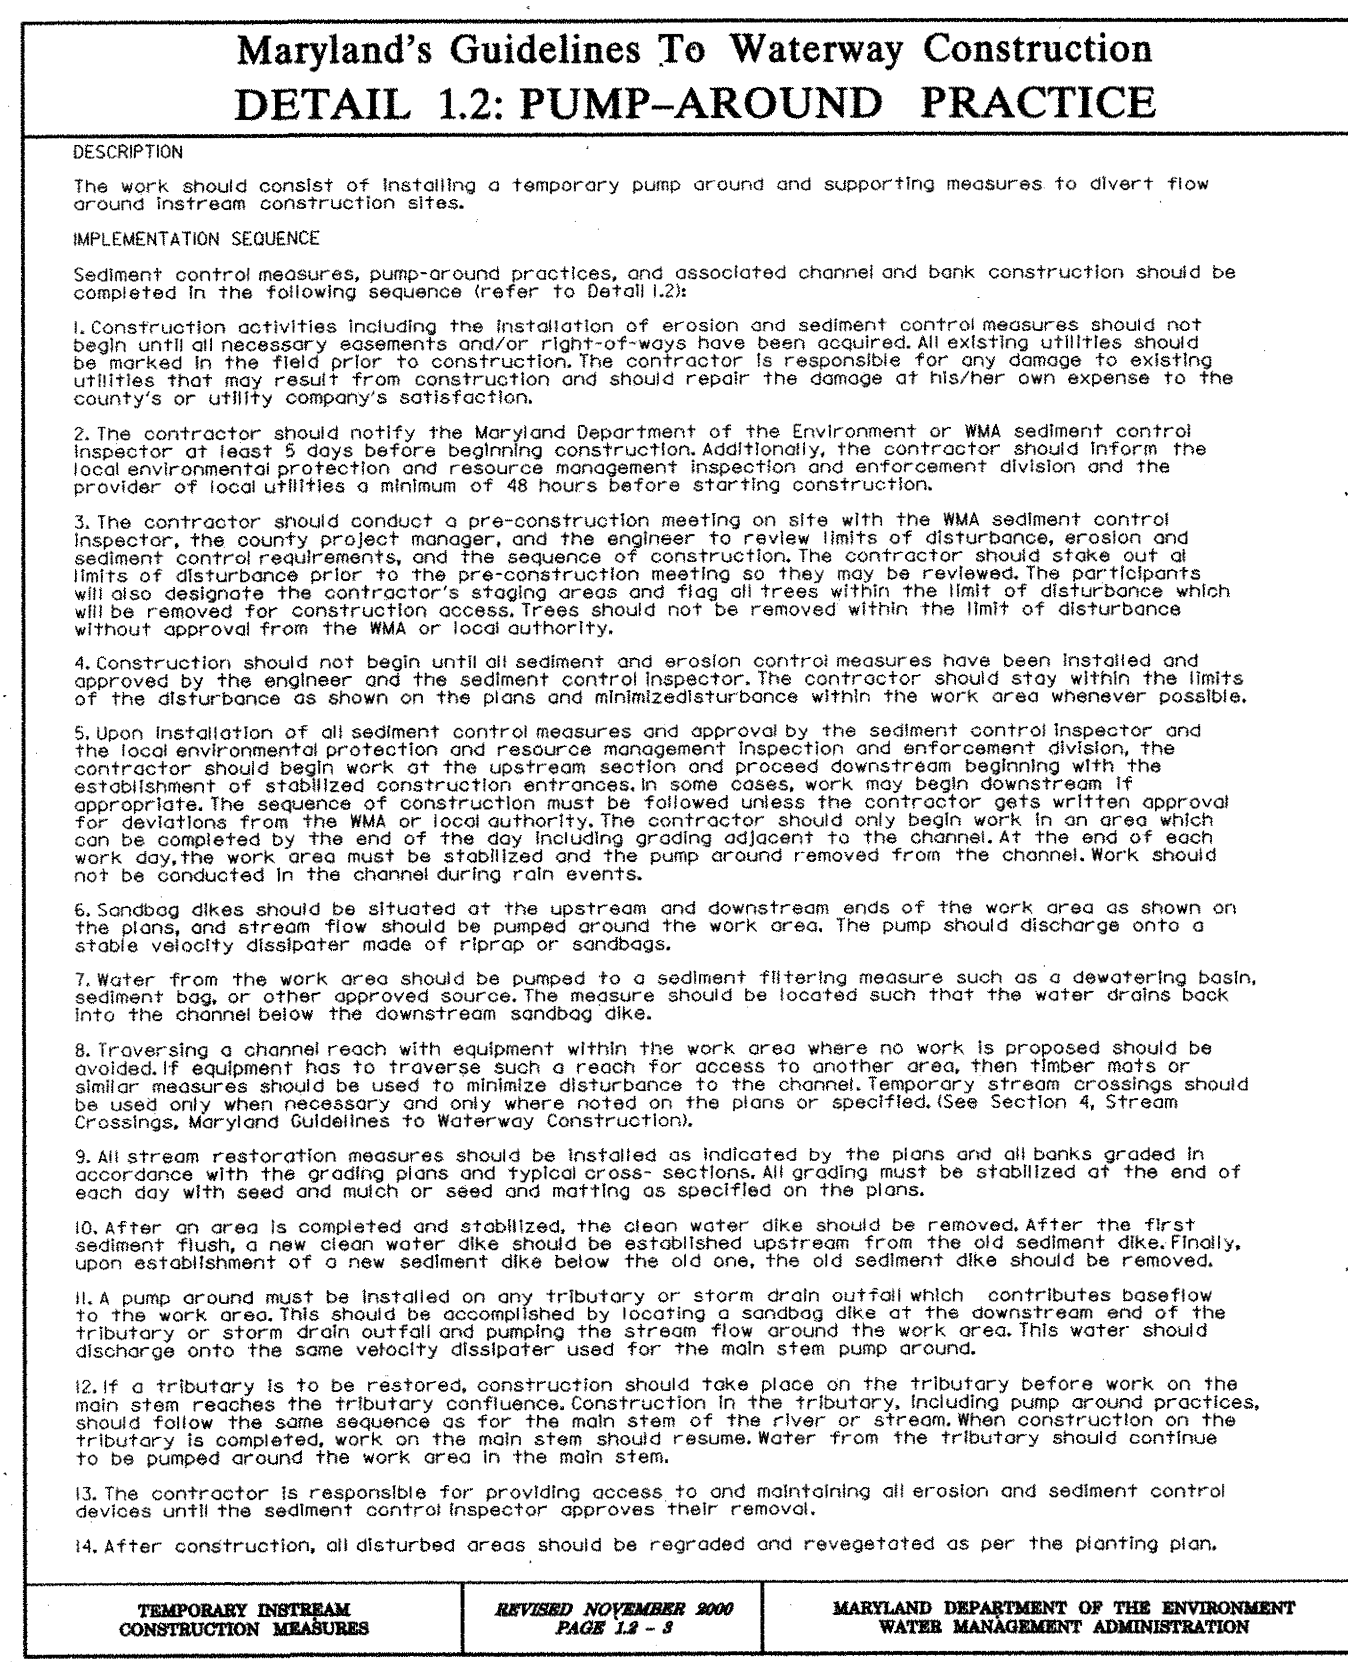 Maryland's Guidelines To Waterway Construction
DETAIL 1.2: PUMP-AROUND PRACTICE
DESCRIPTION
The work should consist of installing a temporary pump around and supporting measures to divert flow
around instream construction sites.
IMPLEMENTATION SEQUENCE
Sediment control measures, pump-around practices, and associated channel and bank construction should be
completed in the following sequence (refer to Detail 1.2):
1. Construction activities including the installation of erosion and sediment control measures should not
begin until all necessary easements and/or right-of-ways have been acquired. All existing utilities should
be marked in the field prior to construction. The contractor is responsible for any damage to existing
utilities that may result from construction and should repair the damage at his/her own expense to the
county's or utility company's satisfaction.
2. The contractor should notify the Maryland Department of the Environment or WMA sediment control
inspector at least 5 days before beginning construction. Additionally, the contractor should inform the
local environmental protection and resource management inspection and enforcement division and the
provider of local utilities a minimum of 48 hours before starting construction.
3. The contractor should conduct a pre-construction meeting on site with the WMA sediment control
inspector, the county project manager, and the engineer to review limits of disturbance, erosion and
sediment control requirements, and the sequence of construction. The contractor should stake out al
limits of disturbance prior to the pre-construction meeting so they may be reviewed. The participants
will also designate the contractor's staging areas and flag all trees within the limit of disturbance which
will be removed for construction access. Trees should not be removed within the limit of disturbance
without approval from the WMA or local authority.
4. Construction should not begin until all sediment and erosion control measures have been installed and
approved by the engineer and the sediment control inspector. The contractor should stay within the limits
of the disturbance as shown on the plans and minimizedisturbance within the work area whenever possible.
5. Upon installation of all sediment control measures and approval by the sediment control inspector and
the local environmental protection and resource management inspection and enforcement division, the
contractor should begin work at the upstream section and proceed downstream beginning with the
establishment of stabilized construction entrances. In some cases, work may begin downstream if
appropriate. The sequence of construction must be followed unless the contractor gets written approval
for deviations from the WMA or local authority. The contractor should only begin work in an area which
can be completed by the end of the day including grading adjacent to the channel. At the end of each
work day, the work area must be stabilized and the pump around removed from the channel. Work should
not be conducted in the channel during rain events.
6. Sandbag dikes should be situated at the upstream and downstream ends of the work area as shown on
the plans, and stream flow should be pumped around the work area. The pump should discharge onto a
stable velocity dissipater made of riprap or sandbags.
7. Water from the work area should be pumped to a sediment filtering measure such as a dewatering basin,
sediment bag, or other approved source. The measure should be located such that the water drains back
into the channel below the downstream sandbag dike.
8. Traversing a channel reach with equipment within the work area where no work is proposed should be
avoided. If equipment has to traverse such a reach for access to another area, then timber mats or
similar measures should be used to minimize disturbance to the channel. Temporary stream crossings should
be used only when necessary and only where noted on the plans or specified. (See Section 4, Stream
Crossings, Maryland Guidelines to Waterway Construction).
9. All stream restoration measures should be installed as indicated by the plans and all banks graded in
accordance with the grading plans and typical cross- sections. All grading must be stabilized at the end of
each day with seed and mulch or seed and matting as specified on the plans.
10. After an area is completed and stabilized, the clean water dike should be removed. After the first
sediment flush, a new clean water dike should be established upstream from the old sediment dike. Finally,
upon establishment of a new sediment dike below the old one, the old sediment dike should be removed.
11. A pump around must be installed on any tributary or storm drain outfall which contributes baseflow
to the work area. This should be accomplished by locating a sandbag dike at the downstream end of the
tributary or storm drain outfall and pumping the stream flow around the work area. This water should
discharge onto the same velocity dissipater used for the main stem pump around.
12. If a tributary is to be restored, construction should take place on the tributary before work on the
main stem reaches the tributary confluence. Construction in the tributary, including pump around practices,
should follow the same sequence as for the main stem of the river or stream. When construction on the
tributary is completed, work on the main stem should resume. Water from the tributary should continue
to be pumped around the work area in the main stem.
13. The contractor is responsible for providing access to and maintaining all erosion and sediment control
devices until the sediment control inspector approves their removal.
14. After construction, all disturbed areas should be regraded and revegetated as per the planting plan.
TEMPORARY INSTREAM
CONSTRUCTION MEASURES
REVISED NOVEMBER 2000
PAGE 1.2 - 3
MARYLAND DEPARTMENT OF THE ENVIRONMENT
WATER MANAGEMENT ADMINISTRATION